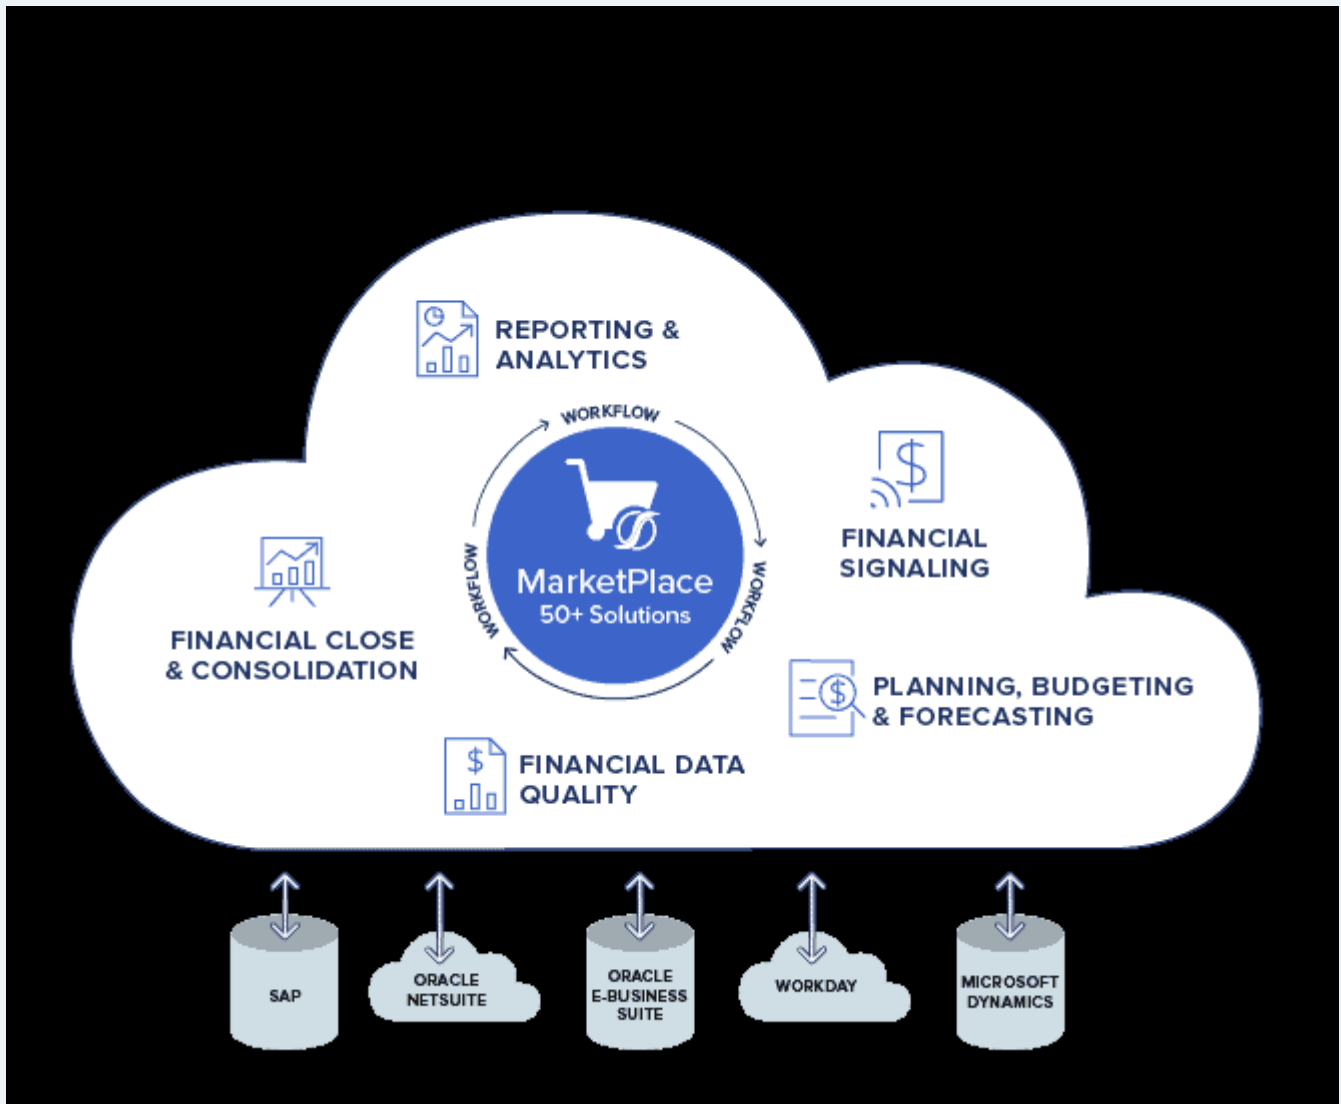 REPORTING &
ANALYTICS
WORKFLOW
MarketPlace
50+ Solutions
WORKFLOW
WORKFLOW
FINANCIAL
SIGNALING
FINANCIAL CLOSE
& CONSOLIDATION
PLANNING, BUDGETING
& FORECASTING
FINANCIAL DATA
QUALITY
SAP
ORACLE
NETSUITE
ORACLE
E-BUSINESS
SUITE
WORKDAY
MICROSOFT
DYNAMICS